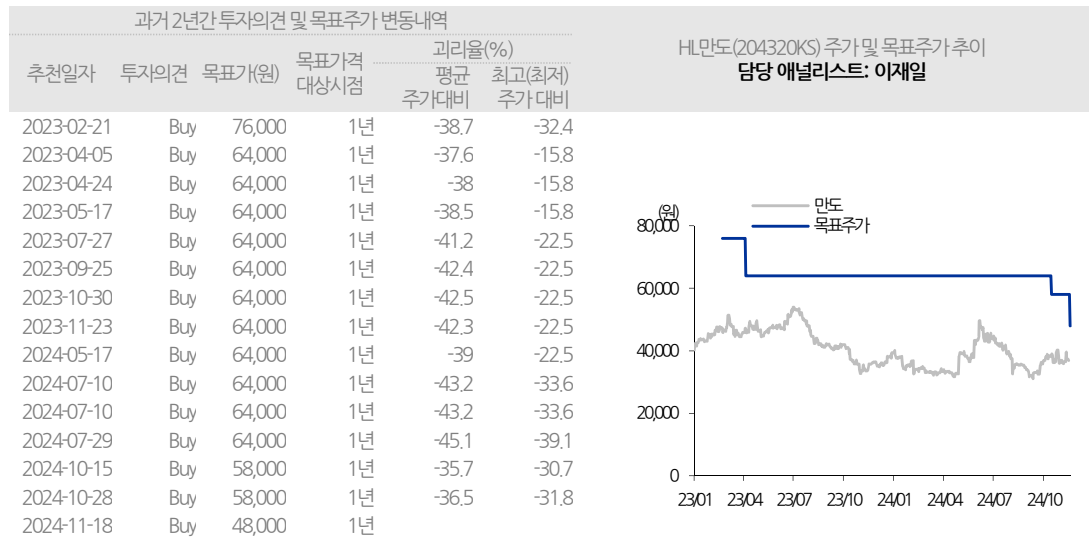 과거 2년간 투자의견 및 목표주가 변동내역
추천일자 투자의견 목표가(원) 목표가격 대상시점 괴리율(%)
평균 주가대비 최고(최저) 주가 대비
2023-02-21 Buy 76,000 1년 -38.7 -32.4
2023-04-05 Buy 64,000 1년 -37.6 -15.8
2023-04-24 Buy 64,000 1년 -38 -15.8
2023-05-17 Buy 64,000 1년 -38.5 -15.8
2023-07-27 Buy 64,000 1년 -41.2 -22.5
2023-09-25 Buy 64,000 1년 -42.4 -22.5
2023-10-30 Buy 64,000 1년 -42.5 -22.5
2023-11-23 Buy 64,000 1년 -42.3 -22.5
2024-05-17 Buy 64,000 1년 -39 -22.5
2024-07-10 Buy 64,000 1년 -43.2 -33.6
2024-07-10 Buy 64,000 1년 -43.2 -33.6
2024-07-29 Buy 64,000 1년 -45.1 -39.1
2024-10-15 Buy 58,000 1년 -35.7 -30.7
2024-10-28 Buy 58,000 1년 -36.5 -31.8
2024-11-18 Buy 48,000 1년
HL만도(204320KS) 주가 및 목표주가 추이
담당 애널리스트: 이재일
(원)
만도
목표주가
80,000
60,000
40,000
20,000
0
23/01 23/04 23/07 23/10 24/01 24/04 24/07 24/10